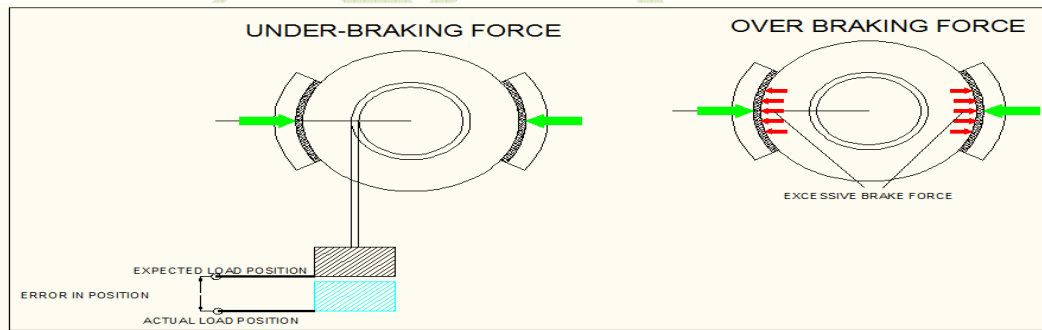 UNDER-BRAKING FORCE
OVER BRAKING FORCE
EXCESSIVE BRAKE FORCE
EXPECTED LOAD POSITION
ERROR IN POSITION
ACTUAL LOAD POSITION